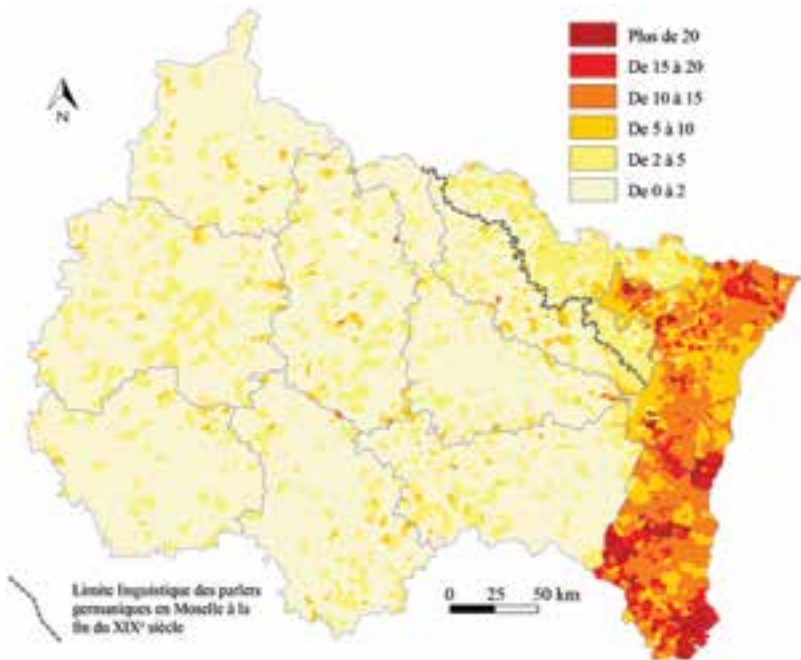 Plus de 20
De 15 à 20
De 10 à 15
De 5 à 10
De 2 à 5
De 0 à 2
N
Limite linguistique des parlers
germaniques en Moselle à la
fin du XIXe siècle
0 25 50 km